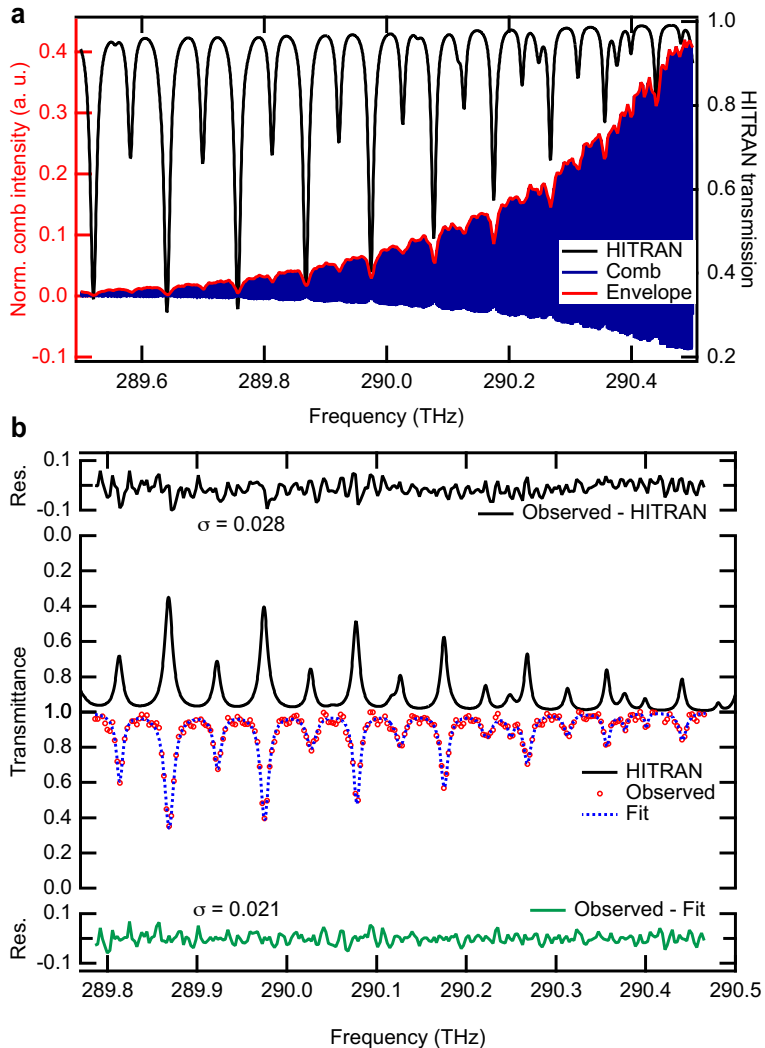 a
0.4
0.3
0.2
0.1
0.0
-0.1
Norm. comb intensity (a. u.)
1.0
0.8
0.6
0.4
0.2
HITRAN transmission
HITRAN
Comb
Envelope
289.6
289.8
290.0
290.2
290.4
Frequency (THz)
b
0.1
-0.1
Res.
σ = 0.028
Observed - HITRAN
0.0
0.4
0.6
0.8
1.0
0.8
0.6
0.4
0.2
0.0
Transmittance
HITRAN
Observed
Fit
0.1
-0.1
Res.
σ = 0.021
Observed - Fit
289.8
289.9
290.0
290.1
290.2
290.3
290.4
290.5
Frequency (THz)